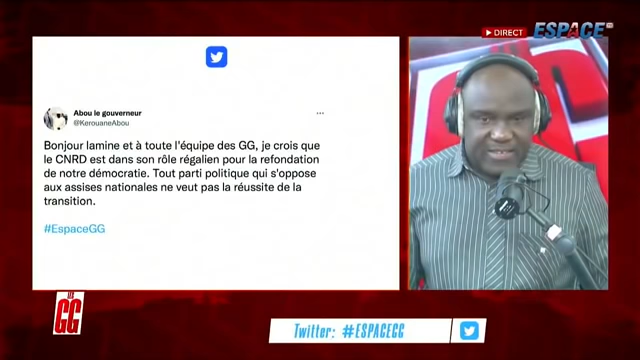 DIRECT
ESPACE
Abou le gouverneur
@KerouaneAbou
Bonjour lamine et à toute l'équipe des GG, je crois que
le CNRD est dans son rôle régalien pour la refondation
de notre démocratie. Tout parti politique qui s'oppose
aux assises nationales ne veut pas la réussite de la
transition.
#EspaceGG
GG
Twitter: #ESPACEGG